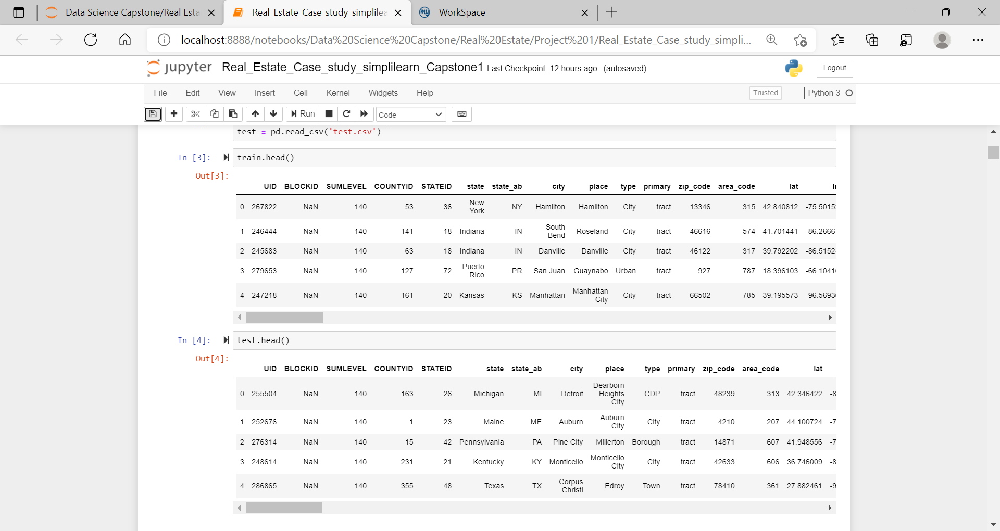 Data Science Capstone/Real Esta
Real_Estate_Case_study_simplilea
WorkSpace
localhost:8888/notebooks/Data%20Science%20Capstone/Real%20Estate/Project%201/Real_Estate_Case_study_simpli...
jupyter Real_Estate_Case_study_simplilearn_Capstone1 Last Checkpoint: 12 hours ago (autosaved) Logout
File Edit View Insert Cell Kernel Widgets Help Trusted Python 3
Run Code
test = pd.read_csv('test.csv')
In [3]: train.head()
Out[3]:
UID BLOCKID SUMLEVEL COUNTYID STATEID state state_ab city place type primary zip_code area_code lat
0 267822 NaN 140 53 36 New York NY Hamilton Hamilton City tract 13346 315 42.840812 -75.5015
1 246444 NaN 140 141 18 Indiana IN South Bend Roseland City tract 46616 574 41.701441 -86.2666
2 245683 NaN 140 63 18 Indiana IN Danville Danville City tract 46122 317 39.792202 -86.5152
3 279653 NaN 140 127 72 Puerto Rico PR San Juan Guaynabo Urban tract 927 787 18.396103 -66.1041
4 247218 NaN 140 161 20 Kansas KS Manhattan Manhattan City City tract 66502 785 39.195573 -96.5693
In [4]: test.head()
Out[4]:
UID BLOCKID SUMLEVEL COUNTYID STATEID state state_ab city place type primary zip_code area_code lat
0 255504 NaN 140 163 26 Michigan MI Detroit Dearborn Heights City CDP tract 48239 313 42.346422 -8
1 252676 NaN 140 1 23 Maine ME Auburn Auburn City City tract 4210 207 44.100724 -7
2 276314 NaN 140 15 42 Pennsylvania PA Pine City Millerton Borough tract 14871 607 41.948556 -7
3 248614 NaN 140 231 21 Kentucky KY Monticello Monticello City City tract 42633 606 36.746009 -8
4 286865 NaN 140 355 48 Texas TX Corpus Christi Edroy Town tract 78410 361 27.882461 -9